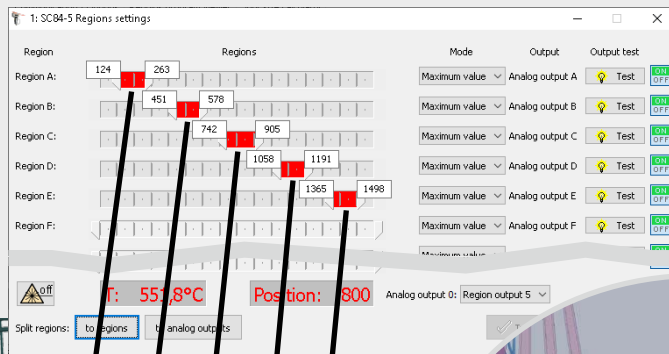 1: SC84-5 Regions settings
Region Regions Mode Output Output test
Region A: 124 263 Maximum value Analog output A Test ON OFF
Region B: 451 578 Maximum value Analog output B Test ON OFF
Region C: 742 905 Maximum value Analog output C Test ON OFF
Region D: 1058 1191 Maximum value Analog output D Test ON OFF
Region E: 1365 1498 Maximum value Analog output E Test ON OFF
Region F: Maximum value Analog output F Test ON OFF
Maximum value
off T: 551,8°C Position: 800 Analog output 0: Region output 5
Split regions: to regions to analog outputs